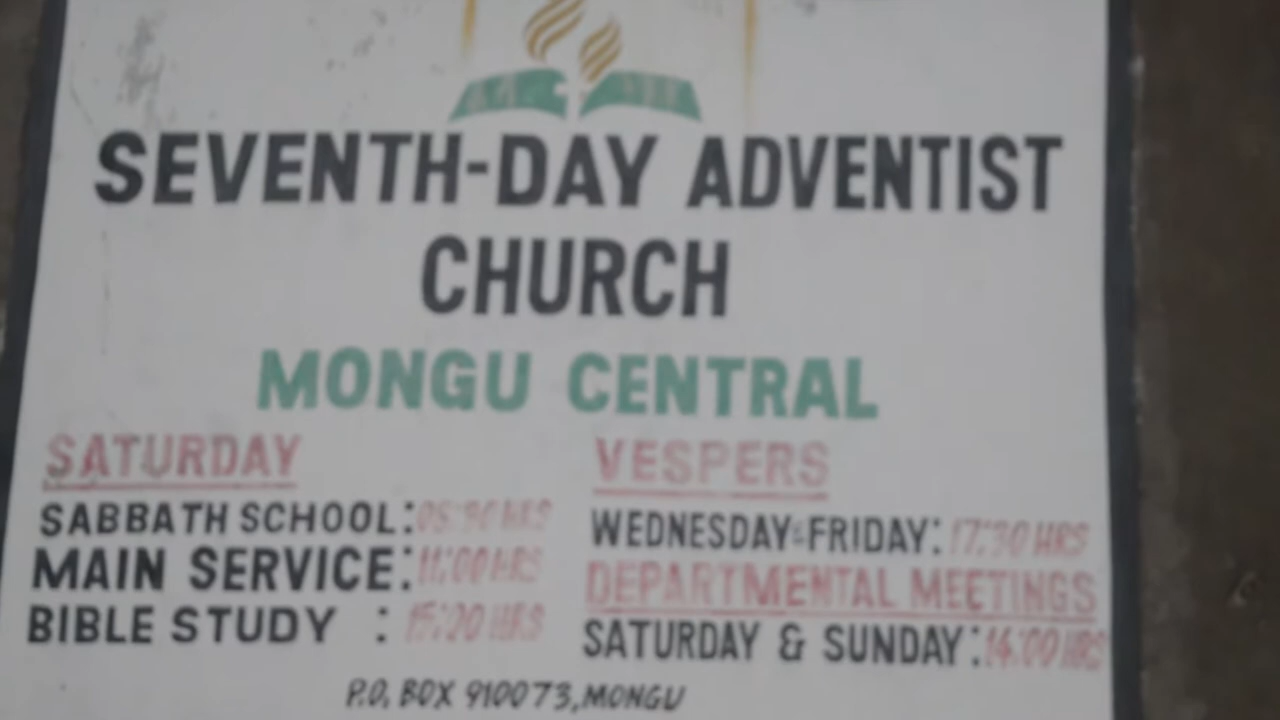 SEVENTH-DAY ADVENTIST
CHURCH
MONGU CENTRAL
SATURDAY
SABBATH SCHOOL:
MAIN SERVICE: 11:00 HRS
BIBLE STUDY :
VESPERS
WEDNESDAY & FRIDAY: 17:30 HRS
DEPARTMENTAL MEETINGS
SATURDAY & SUNDAY: 14:00 HRS
P.O. BOX 910073, MONGU